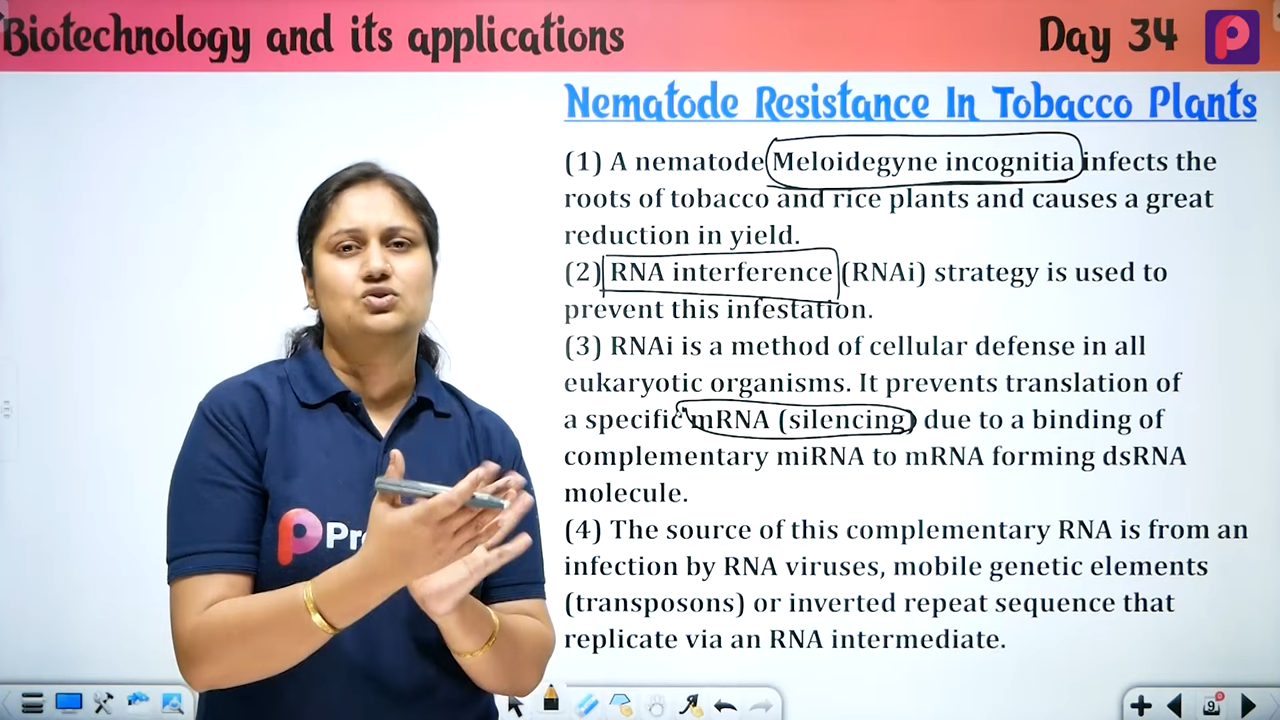 Biotechnology and its applications
Day 34
Nematode Resistance In Tobacco Plants
(1) A nematode Meloidegyne incognitia infects the
roots of tobacco and rice plants and causes a great
reduction in yield.
(2) RNA interference (RNAi) strategy is used to
prevent this infestation.
(3) RNAi is a method of cellular defense in all
eukaryotic organisms. It prevents translation of
a specific mRNA (silencing) due to a binding of
complementary miRNA to mRNA forming dsRNA
molecule.
(4) The source of this complementary RNA is from an
infection by RNA viruses, mobile genetic elements
(transposons) or inverted repeat sequence that
replicate via an RNA intermediate.
Pr
9